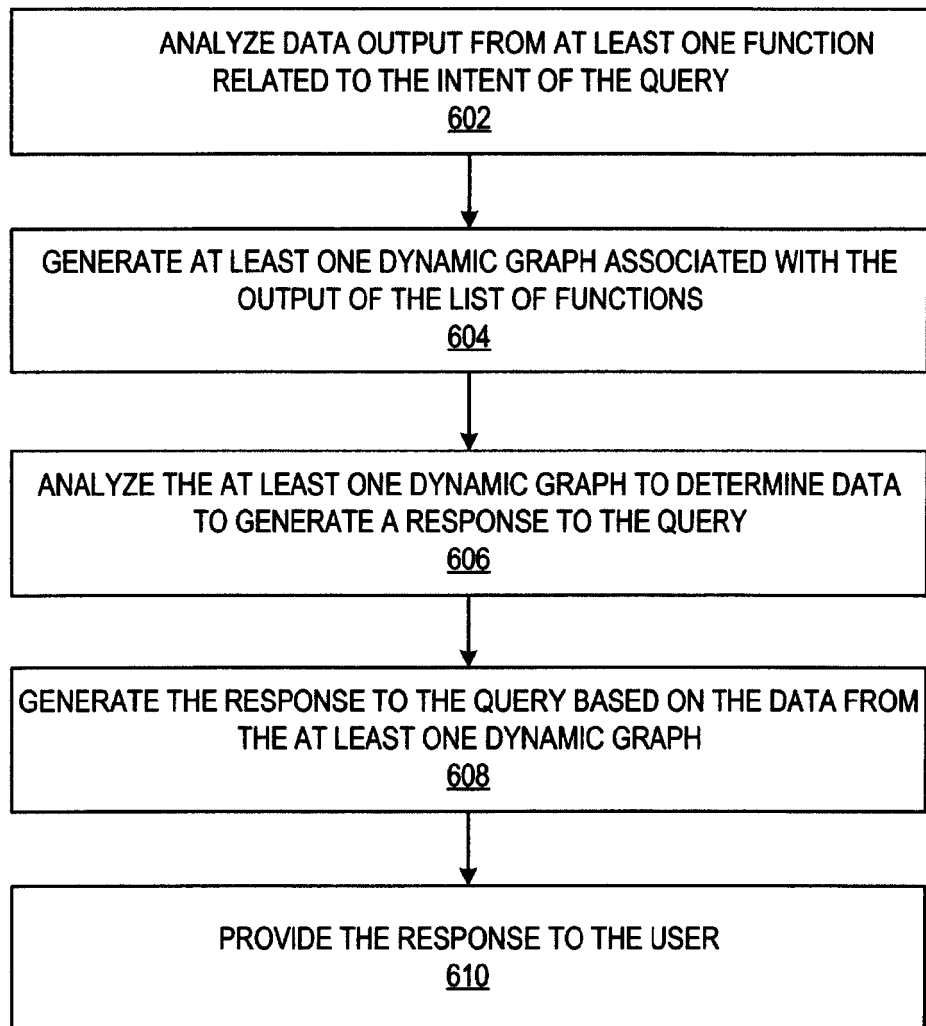 ANALYZE DATA OUTPUT FROM AT LEAST ONE FUNCTION
RELATED TO THE INTENT OF THE QUERY
602
GENERATE AT LEAST ONE DYNAMIC GRAPH ASSOCIATED WITH THE
OUTPUT OF THE LIST OF FUNCTIONS
604
ANALYZE THE AT LEAST ONE DYNAMIC GRAPH TO DETERMINE DATA
TO GENERATE A RESPONSE TO THE QUERY
606
GENERATE THE RESPONSE TO THE QUERY BASED ON THE DATA FROM
THE AT LEAST ONE DYNAMIC GRAPH
608
PROVIDE THE RESPONSE TO THE USER
610